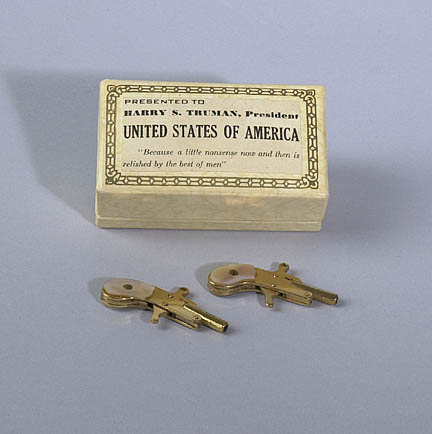 PRESENTED TO
HARRY S. TRUMAN, President
UNITED STATES OF AMERICA
"Because a little nonsense now and then is
relished by the best of men"